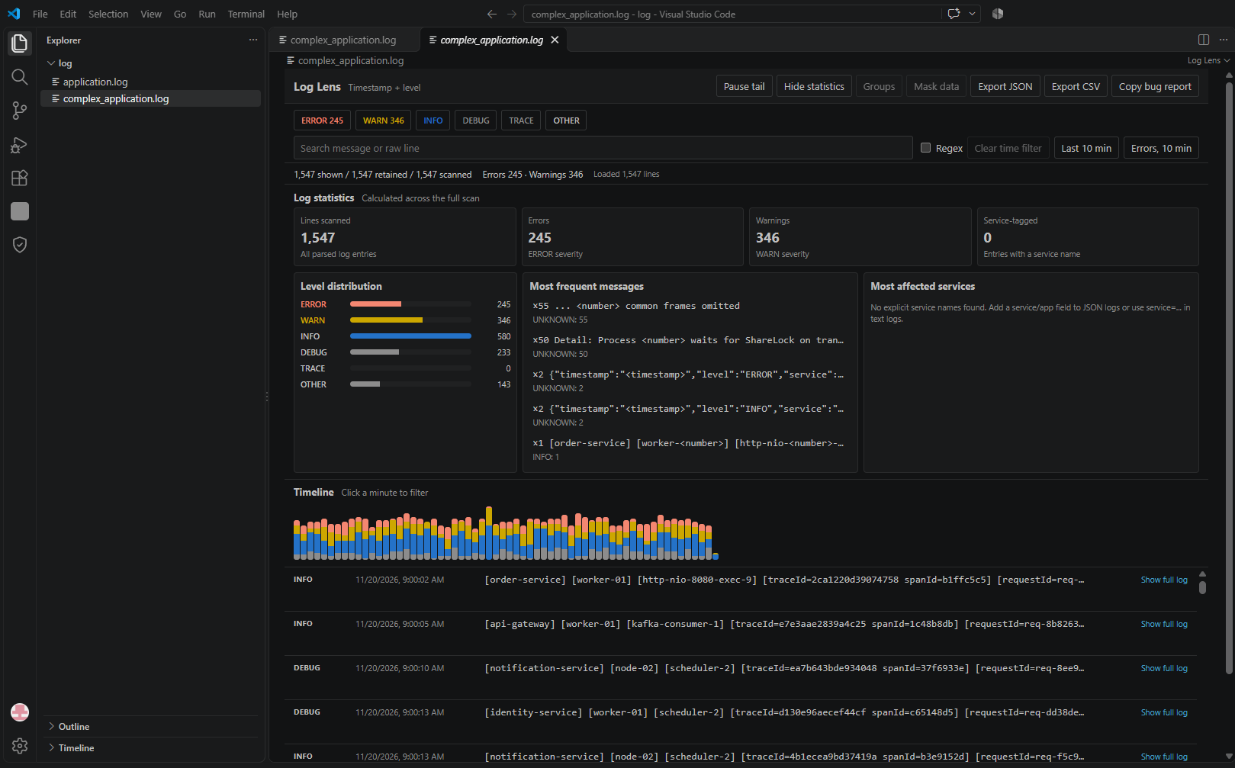 File Edit Selection View Go Run Terminal Help
complex_application.log - log - Visual Studio Code
Explorer
log
application.log
complex_application.log
Outline
Timeline
complex_application.log
complex_application.log
complex_application.log
Log Lens
Log Lens Timestamp + level
Pause tail Hide statistics Groups Mask data Export JSON Export CSV Copy bug report
ERROR 245 WARN 346 INFO DEBUG TRACE OTHER
Search message or raw line
Regex Clear time filter Last 10 min Errors, 10 min
1,547 shown / 1,547 retained / 1,547 scanned Errors 245 · Warnings 346 Loaded 1,547 lines
Log statistics Calculated across the full scan
Lines scanned
1,547
All parsed log entries
Errors
245
ERROR severity
Warnings
346
WARN severity
Service-tagged
0
Entries with a service name
Level distribution
ERROR 245
WARN 346
INFO 580
DEBUG 233
TRACE 0
OTHER 143
Most frequent messages
x55 ... <number> common frames omitted
UNKNOWN: 55
x50 Detail: Process <number> waits for ShareLock on tran…
UNKNOWN: 50
x2 {"timestamp":"<timestamp>","level":"ERROR","service":…
UNKNOWN: 2
x2 {"timestamp":"<timestamp>","level":"INFO","service":"…
UNKNOWN: 2
x1 [order-service] [worker-<number>] [http-nio-<number>-…
INFO: 1
Most affected services
No explicit service names found. Add a service/app field to JSON logs or use service=... in
text logs.
Timeline Click a minute to filter
INFO 11/20/2026, 9:00:02 AM [order-service] [worker-01] [http-nio-8080-exec-9] [traceId=2ca1220d39074758 spanId=b1ffc5c5] [requestId=req-… Show full log
INFO 11/20/2026, 9:00:05 AM [api-gateway] [worker-01] [kafka-consumer-1] [traceId=e7e3aae2839a4c25 spanId=1c48b8db] [requestId=req-8b8263… Show full log
DEBUG 11/20/2026, 9:00:10 AM [notification-service] [node-02] [scheduler-2] [traceId=ea7b643bde934048 spanId=37f6933e] [requestId=req-8ee9… Show full log
DEBUG 11/20/2026, 9:00:13 AM [identity-service] [worker-01] [scheduler-2] [traceId=d130e96aecef44cf spanId=c65148d5] [requestId=req-dd38de… Show full log
INFO 11/20/2026, 9:00:13 AM [notification-service] [node-02] [scheduler-2] [traceId=4b1ecea9bd37419a spanId=b3e9152d] [requestId=req-f5c9… Show full log